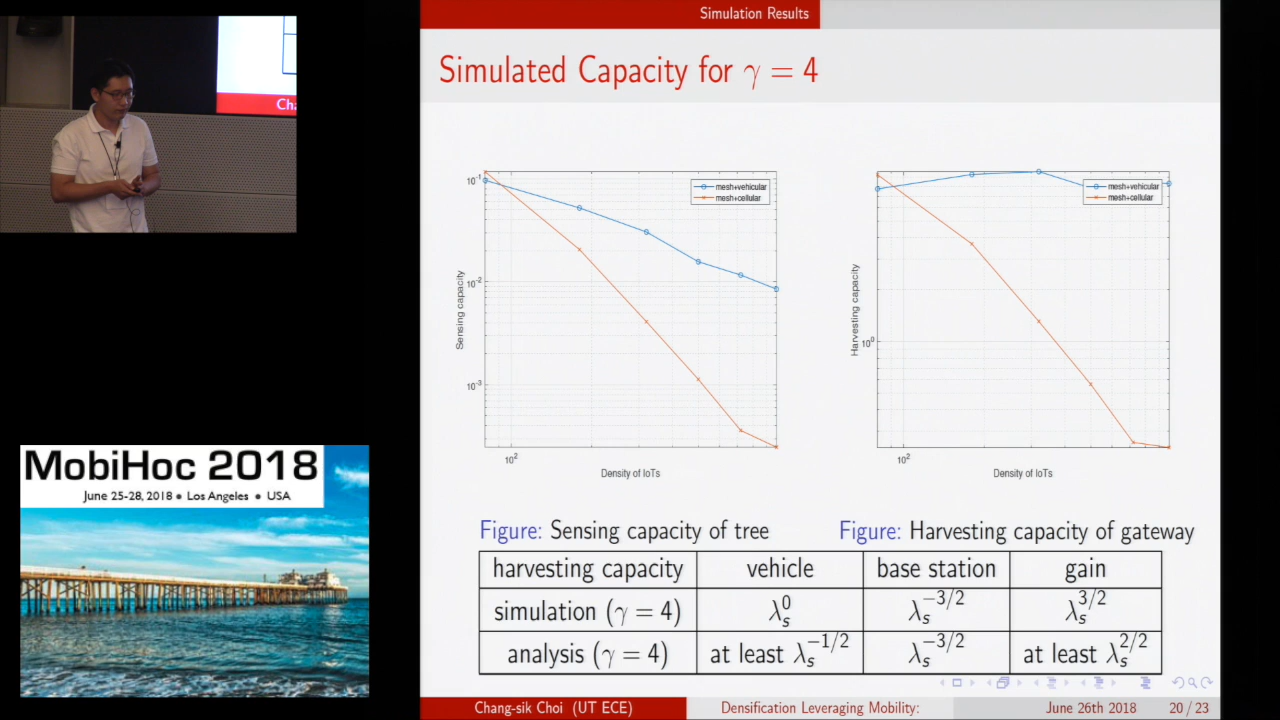 Simulation Results
Simulated Capacity for γ = 4
10^-1
10^-2
10^-3
Sensing capacity
mesh+vehicular
mesh+cellular
10^2
Density of IoTs
10^0
Harvesting capacity
mesh+vehicular
mesh+cellular
10^2
Density of IoTs
Figure: Sensing capacity of tree
Figure: Harvesting capacity of gateway
harvesting capacity vehicle base station gain
simulation (γ = 4) λ_s^0 λ_s^{-3/2} λ_s^{3/2}
analysis (γ = 4) at least λ_s^{-1/2} λ_s^{-3/2} at least λ_s^{2/2}
Chang-sik Choi (UT ECE) Densification Leveraging Mobility: June 26th 2018 20 / 23
Ch
MobiHoc 2018
June 25-28, 2018 • Los Angeles • USA